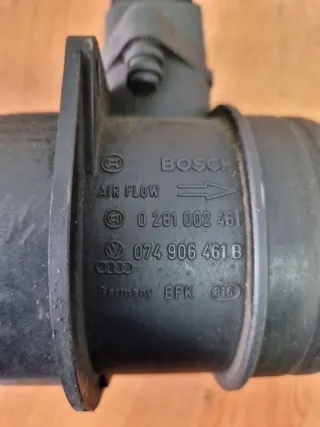 BOSCH
AIR FLOW
0 281 002 461
074 906 461 B
Germany BPK